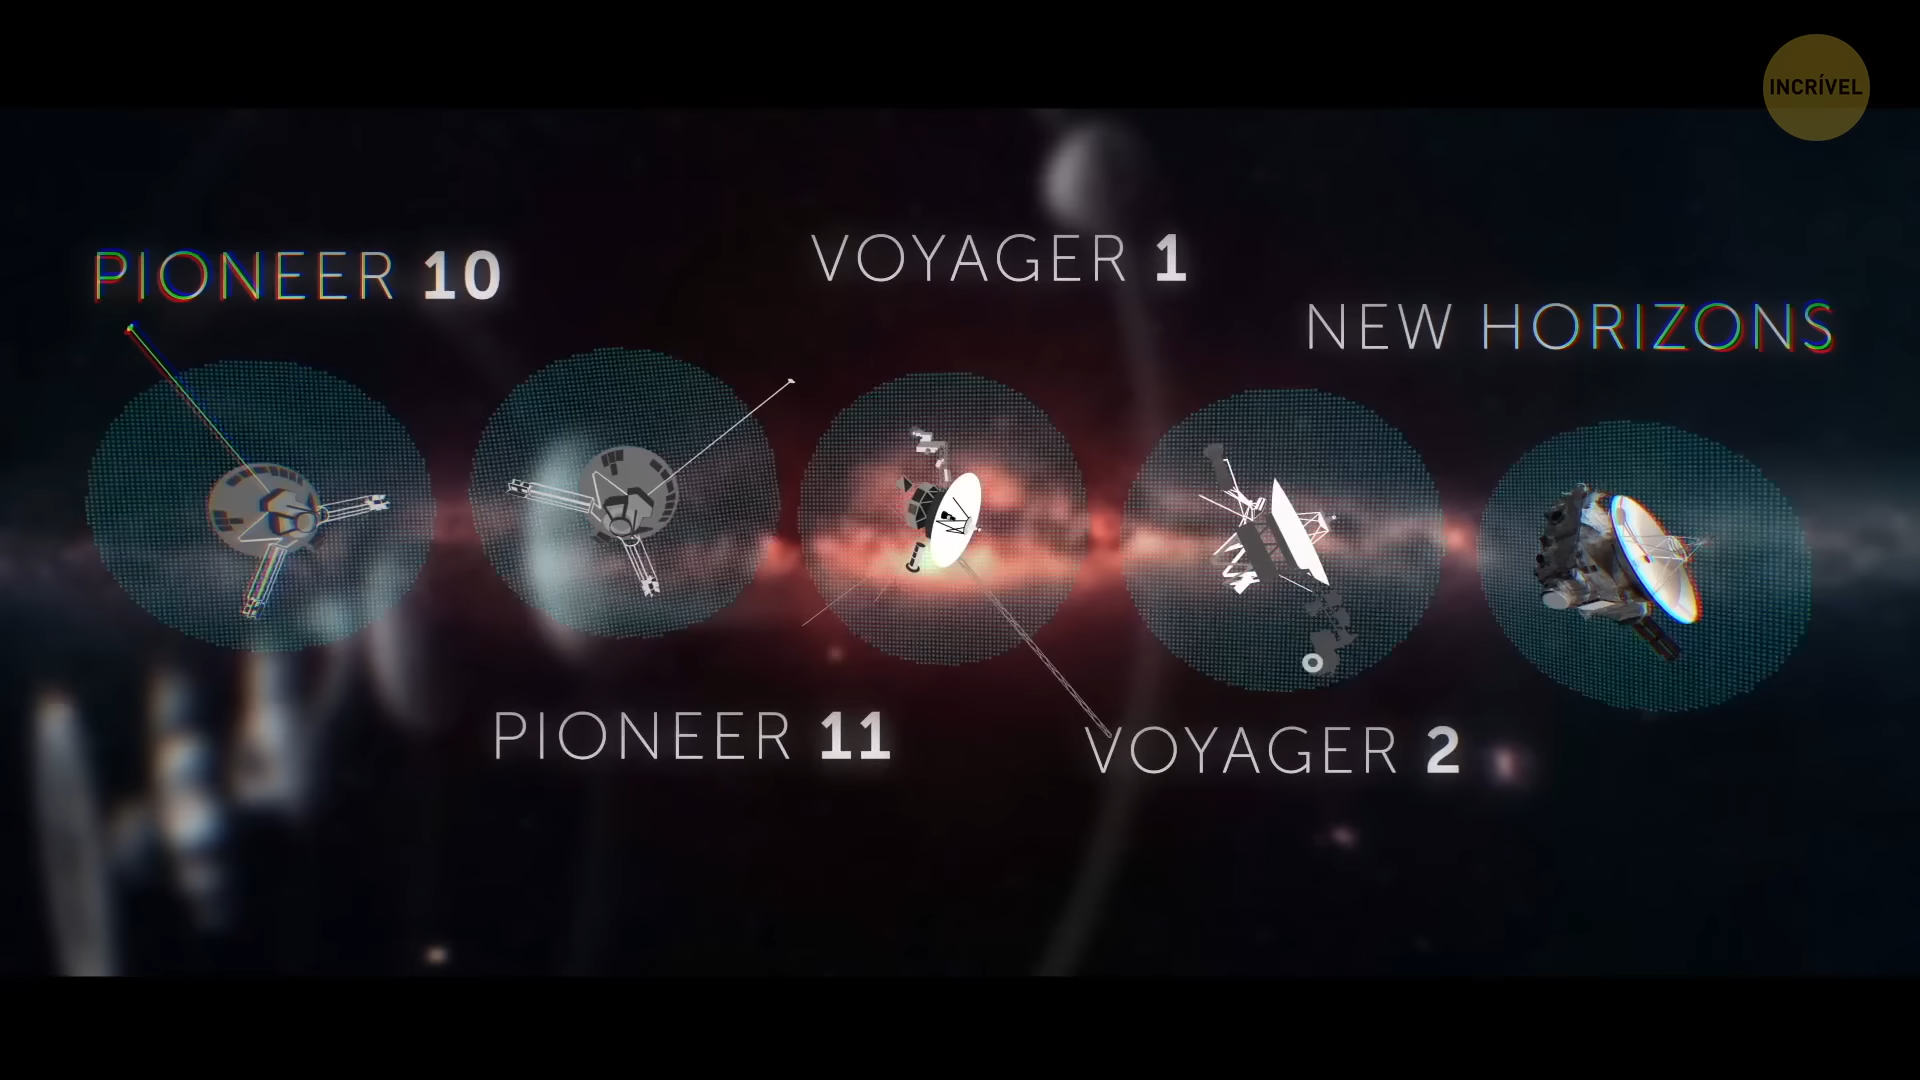 INCRÍVEL
PIONEER 10
VOYAGER 1
NEW HORIZONS
PIONEER 11
VOYAGER 2